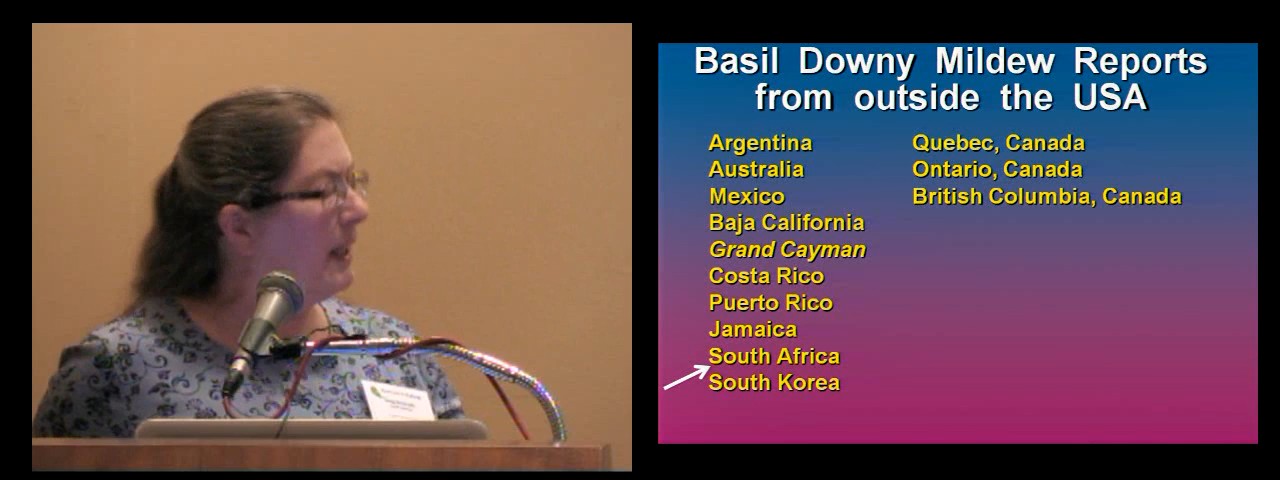 Basil Downy Mildew Reports
from outside the USA
Argentina
Australia
Mexico
Baja California
Grand Cayman
Costa Rico
Puerto Rico
Jamaica
South Africa
South Korea
Quebec, Canada
Ontario, Canada
British Columbia, Canada